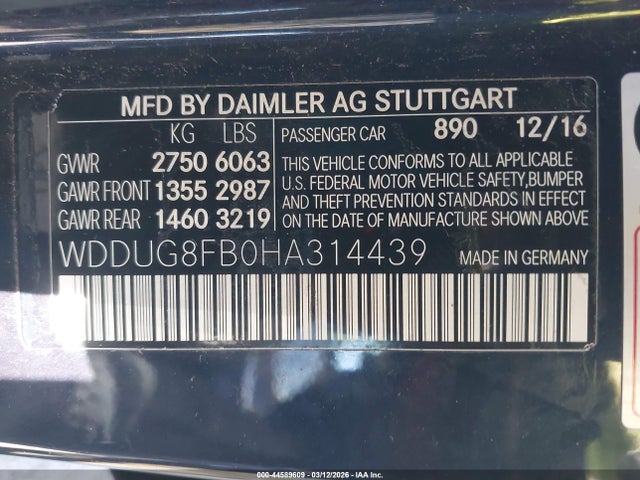 MFD BY DAIMLER AG STUTTGART
KG LBS PASSENGER CAR 890 12/16
GVWR 2750 6063
GAWR FRONT 1355 2987
GAWR REAR 1460 3219
THIS VEHICLE CONFORMS TO ALL APPLICABLE
U.S. FEDERAL MOTOR VEHICLE SAFETY,BUMPER
AND THEFT PREVENTION STANDARDS IN EFFECT
ON THE DATE OF MANUFACTURE SHOWN ABOVE
WDDUG8FB0HA314439 MADE IN GERMANY
000-44589609 - 03/12/2026 - IAA Inc.